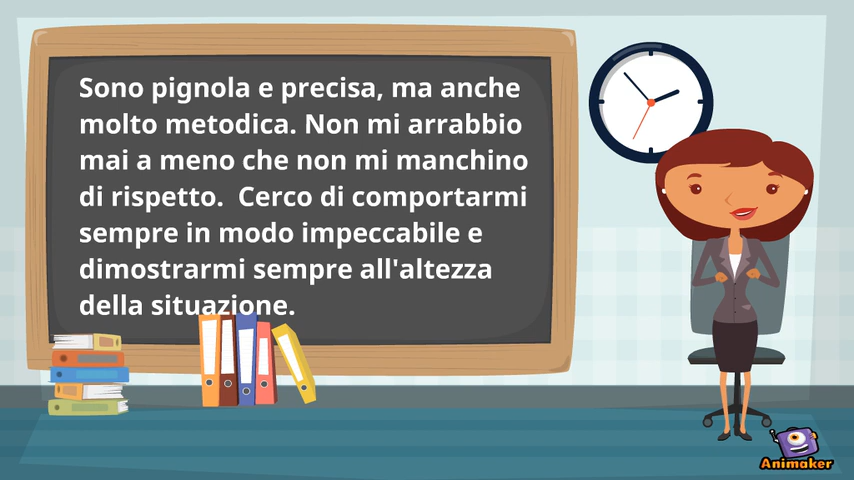 Sono pignola e precisa, ma anche
molto metodica. Non mi arrabbio
mai a meno che non mi manchino
di rispetto.  Cerco di comportarmi
sempre in modo impeccabile e
dimostrarmi sempre all'altezza
della situazione.
Animaker